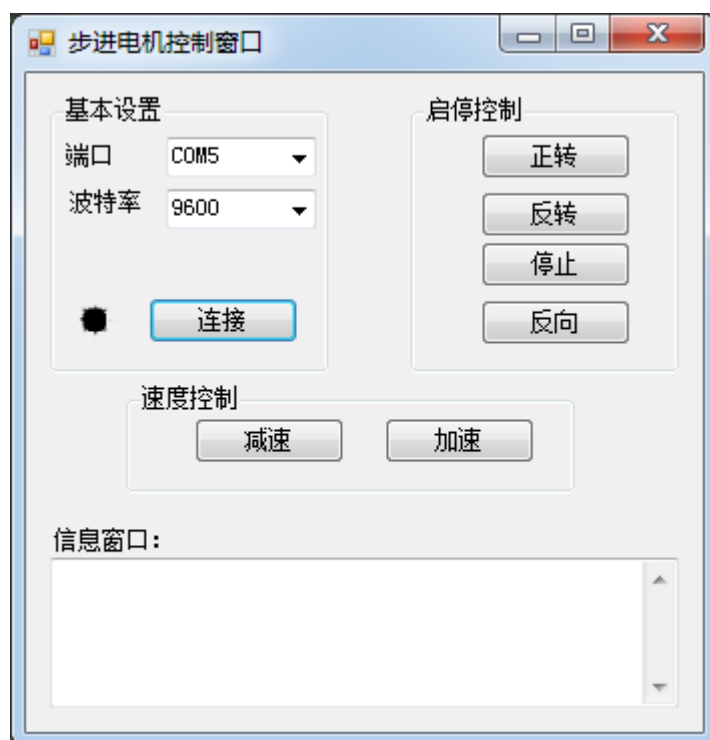 步进电机控制窗口
基本设置
端口 COM5
波特率 9600
连接
启停控制
正转
反转
停止
反向
速度控制
减速 加速
信息窗口：